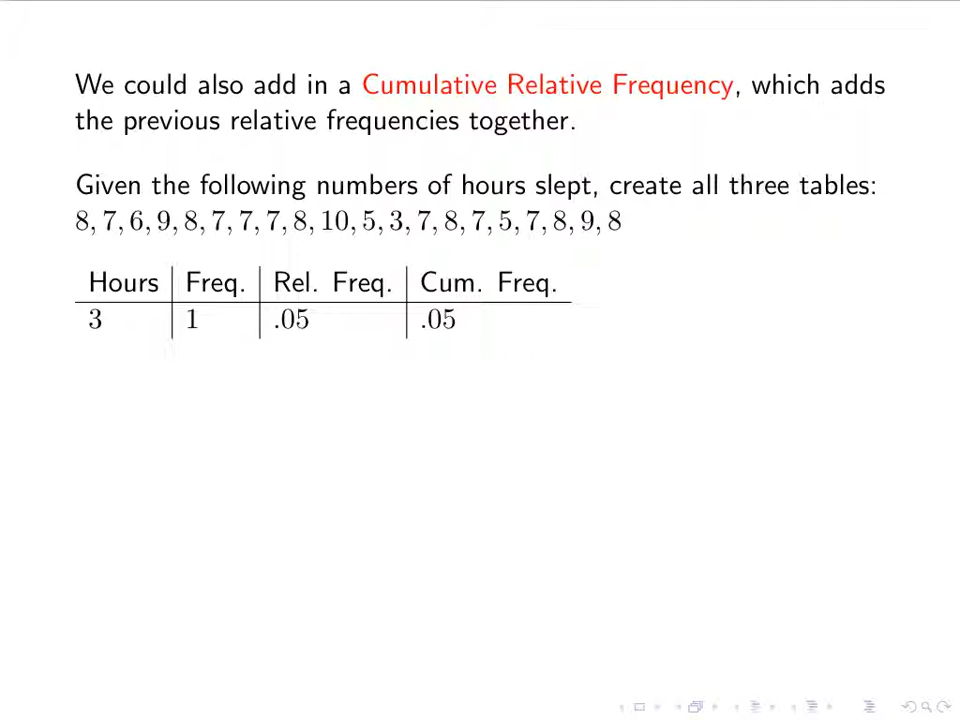 We could also add in a Cumulative Relative Frequency, which adds
the previous relative frequencies together.
Given the following numbers of hours slept, create all three tables:
8, 7, 6, 9, 8, 7, 7, 7, 8, 10, 5, 3, 7, 8, 7, 5, 7, 8, 9, 8
Hours Freq. Rel. Freq. Cum. Freq.
3 1 .05 .05